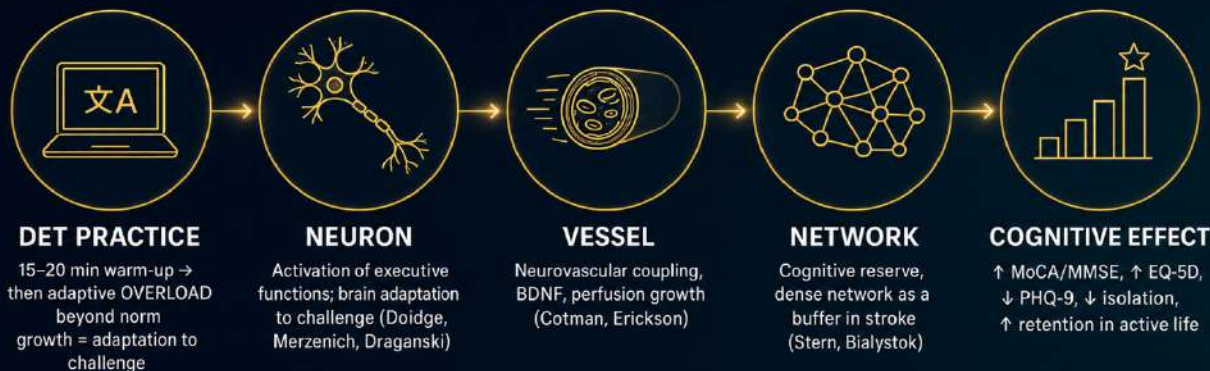 文A
DET PRACTICE
15–20 min warm-up →
then adaptive OVERLOAD
beyond norm
growth = adaptation to
challenge
NEURON
Activation of executive
functions; brain adaptation
to challenge (Doidge,
Merzenich, Draganski)
VESSEL
Neurovascular coupling,
BDNF, perfusion growth
(Cotman, Erickson)
NETWORK
Cognitive reserve,
dense network as a
buffer in stroke
(Stern, Bialystok)
COGNITIVE EFFECT
↑ MoCA/MMSE, ↑ EQ-5D,
↓ PHQ-9, ↓ isolation,
↑ retention in active life